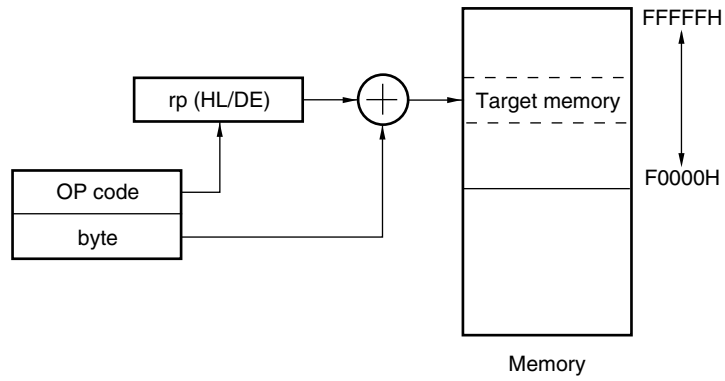 FFFFFH
rp (HL/DE)
Target memory
OP code
F0000H
byte
Memory